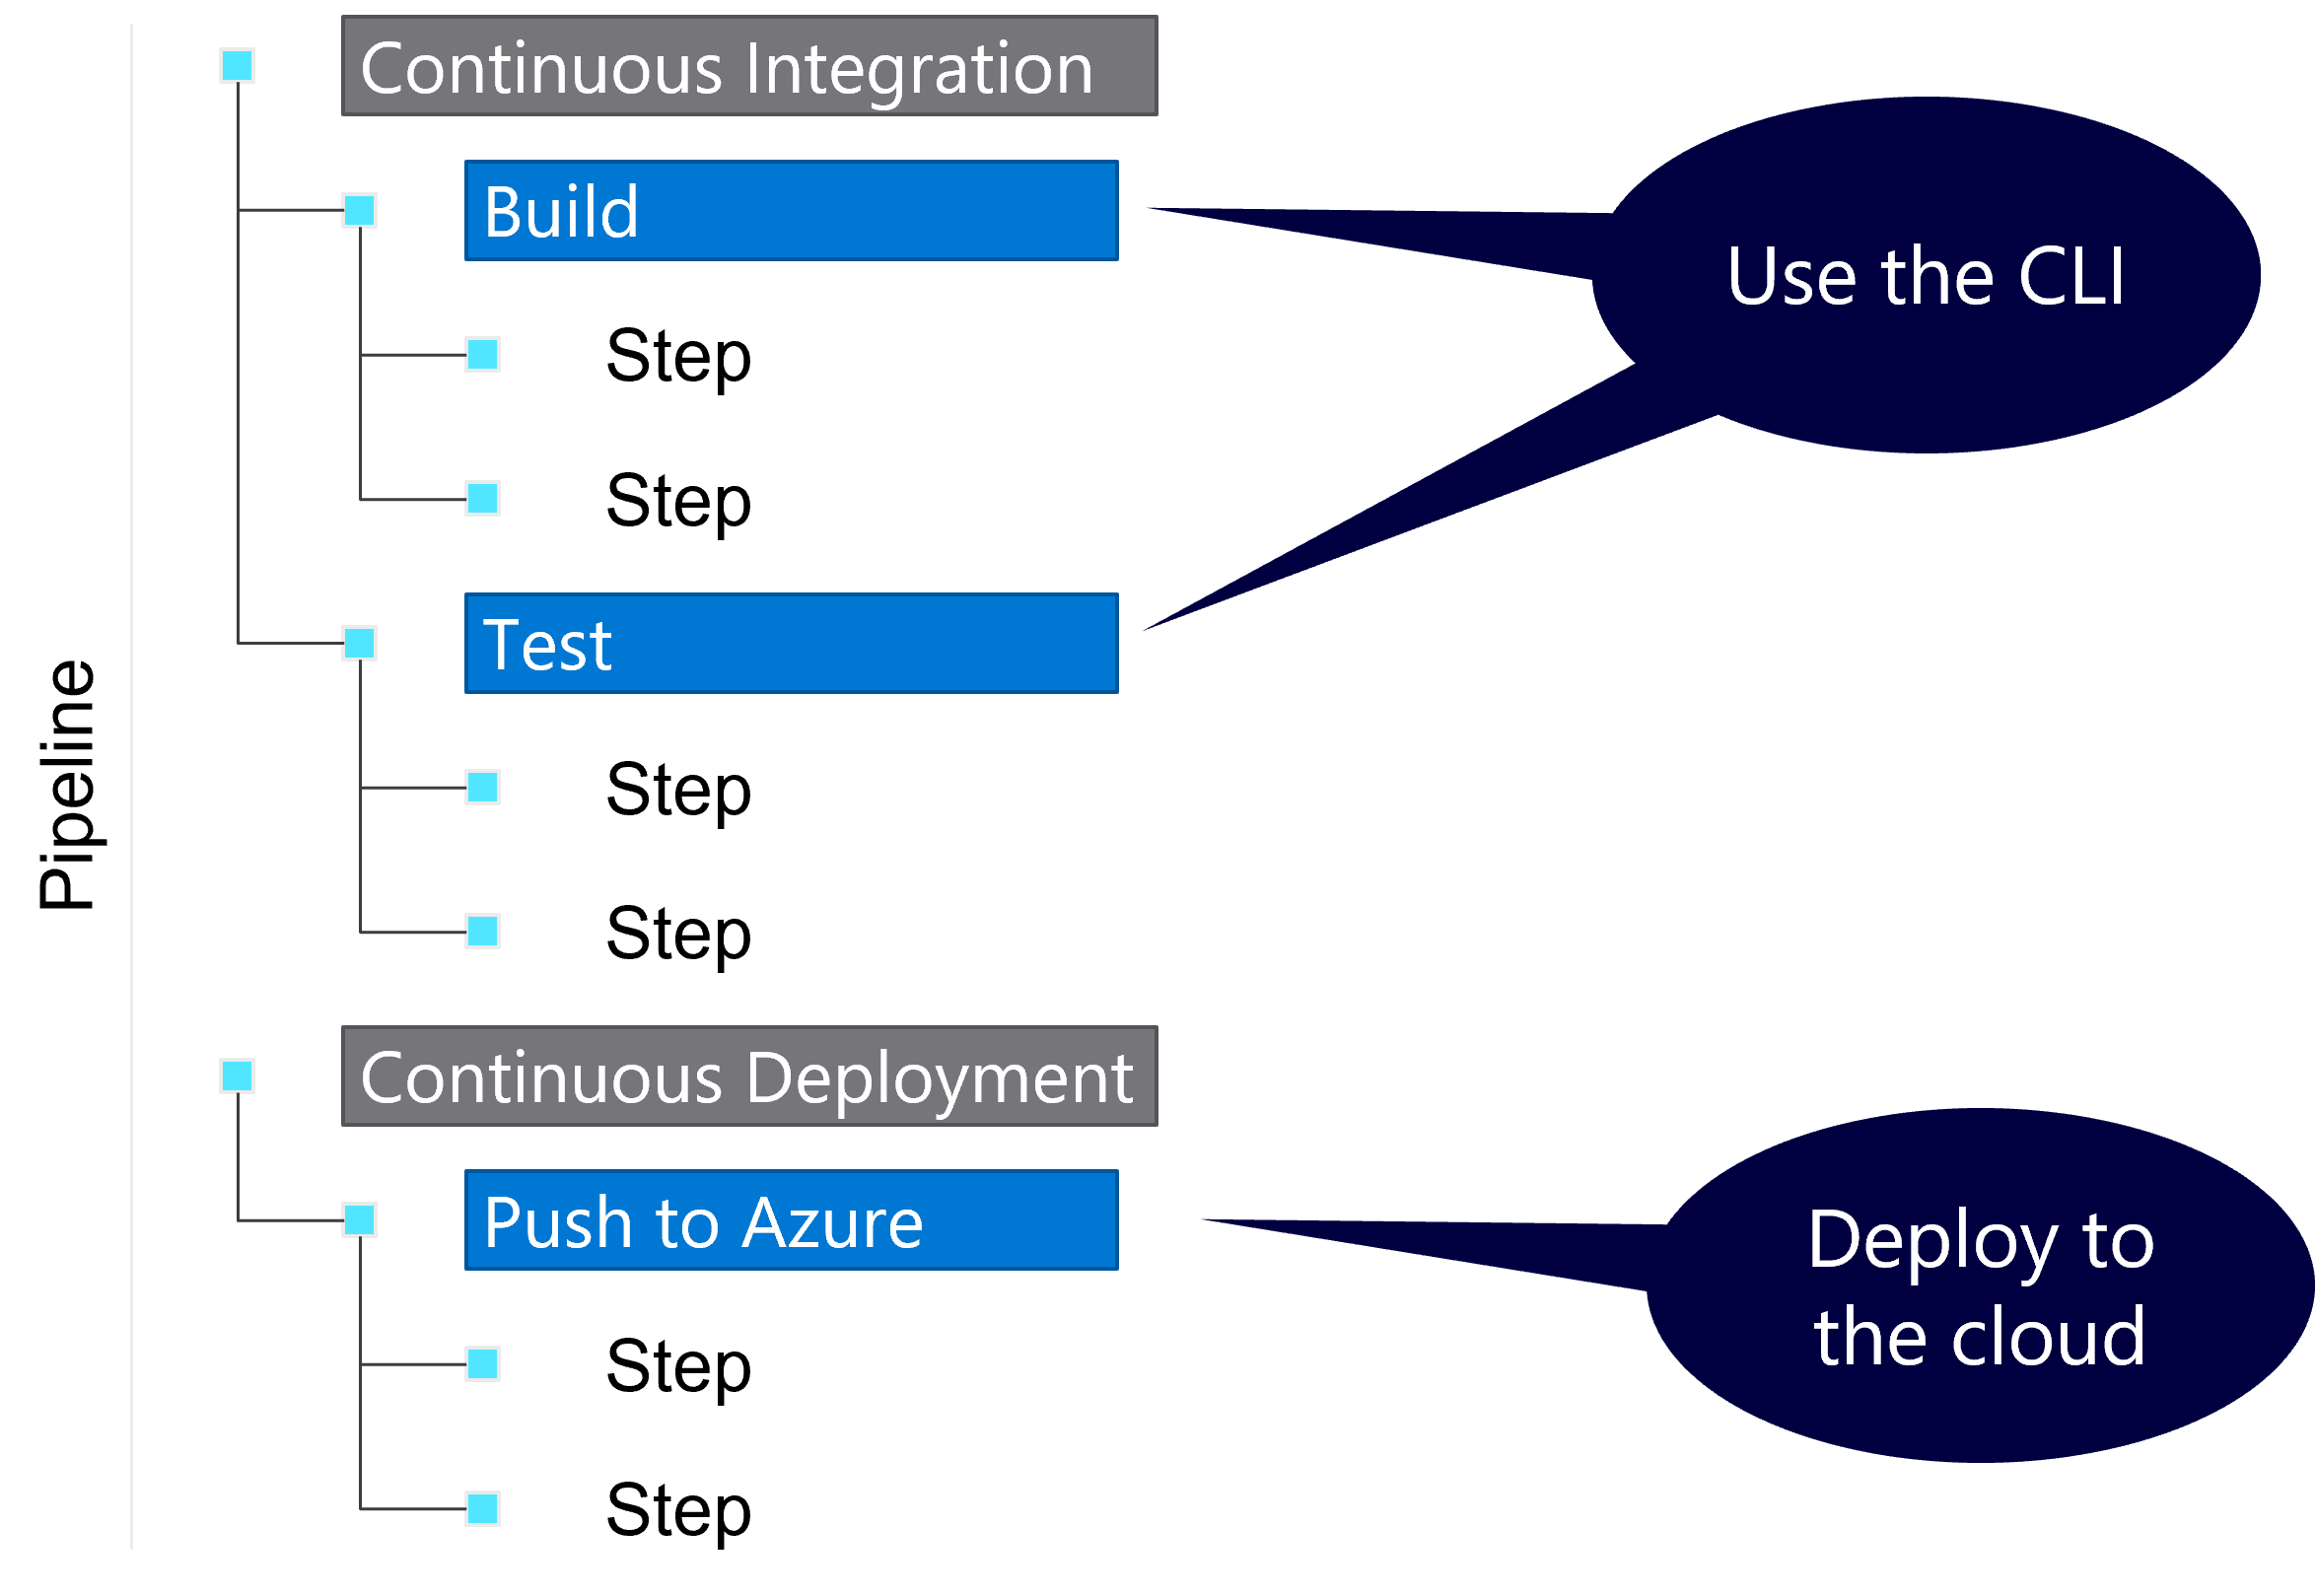 Pipeline
Continuous Integration
Build
Use the CLI
Step
Step
Test
Step
Step
Continuous Deployment
Push to Azure
Deploy to
the cloud
Step
Step